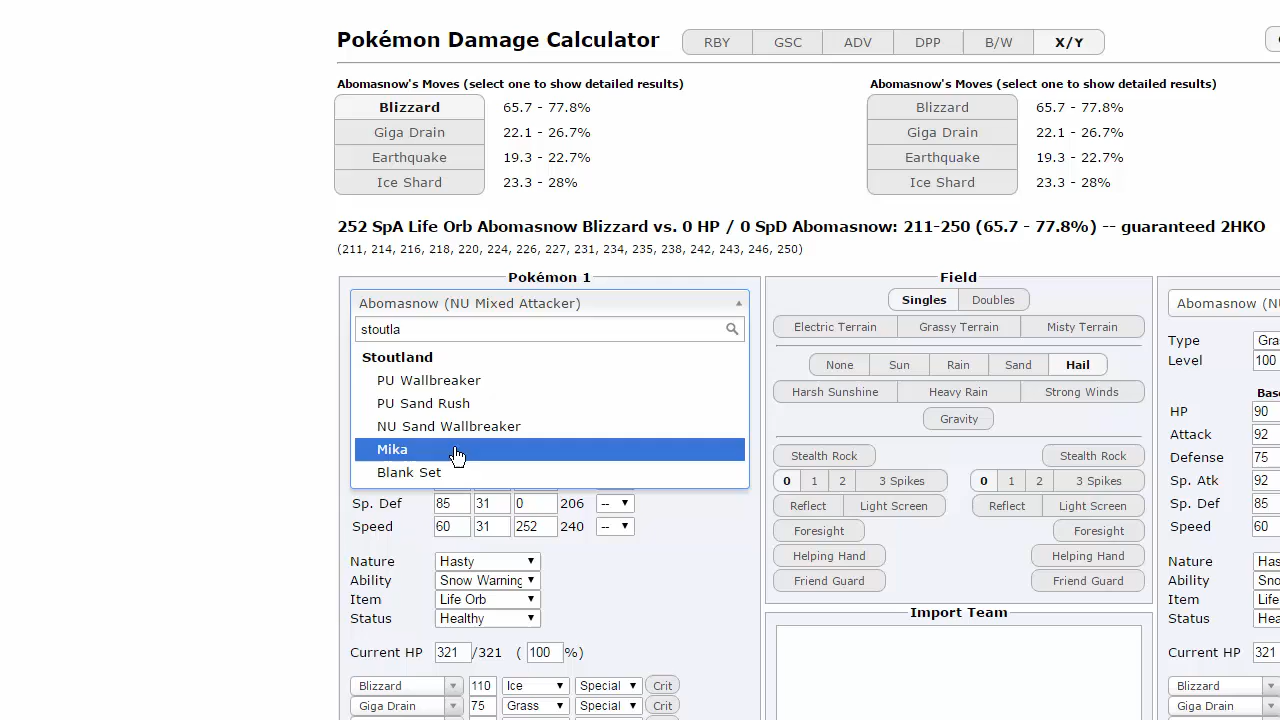 Pokémon Damage Calculator RBY GSC ADV DPP B/W X/Y
Abomasnow's Moves (select one to show detailed results) Abomasnow's Moves (select one to show detailed results)
Blizzard 65.7 - 77.8% Blizzard 65.7 - 77.8%
Giga Drain 22.1 - 26.7% Giga Drain 22.1 - 26.7%
Earthquake 19.3 - 22.7% Earthquake 19.3 - 22.7%
Ice Shard 23.3 - 28% Ice Shard 23.3 - 28%
252 SpA Life Orb Abomasnow Blizzard vs. 0 HP / 0 SpD Abomasnow: 211-250 (65.7 - 77.8%) -- guaranteed 2HKO
(211, 214, 216, 218, 220, 224, 226, 227, 231, 234, 235, 238, 242, 243, 246, 250)
Pokémon 1
Abomasnow (NU Mixed Attacker)
stoutla
Stoutland
PU Wallbreaker
PU Sand Rush
NU Sand Wallbreaker
Mika
Blank Set
Sp. Def 85 31 0 206 --
Speed 60 31 252 240 --
Nature Hasty
Ability Snow Warning
Item Life Orb
Status Healthy
Current HP 321 /321 ( 100 %)
Blizzard 110 Ice Special Crit
Giga Drain 75 Grass Special Crit
Field
Singles Doubles
Electric Terrain Grassy Terrain Misty Terrain
None Sun Rain Sand Hail
Harsh Sunshine Heavy Rain Strong Winds
Gravity
Stealth Rock Stealth Rock
0 1 2 3 Spikes 0 1 2 3 Spikes
Reflect Light Screen Reflect Light Screen
Foresight Foresight
Helping Hand Helping Hand
Friend Guard Friend Guard
Import Team
Abomasnow (NU
Type Gra
Level 100
Bas
HP 90
Attack 92
Defense 75
Sp. Atk 92
Sp. Def 85
Speed 60
Nature Has
Ability Sno
Item Life
Status Hea
Current HP 321
Blizzard
Giga Drain